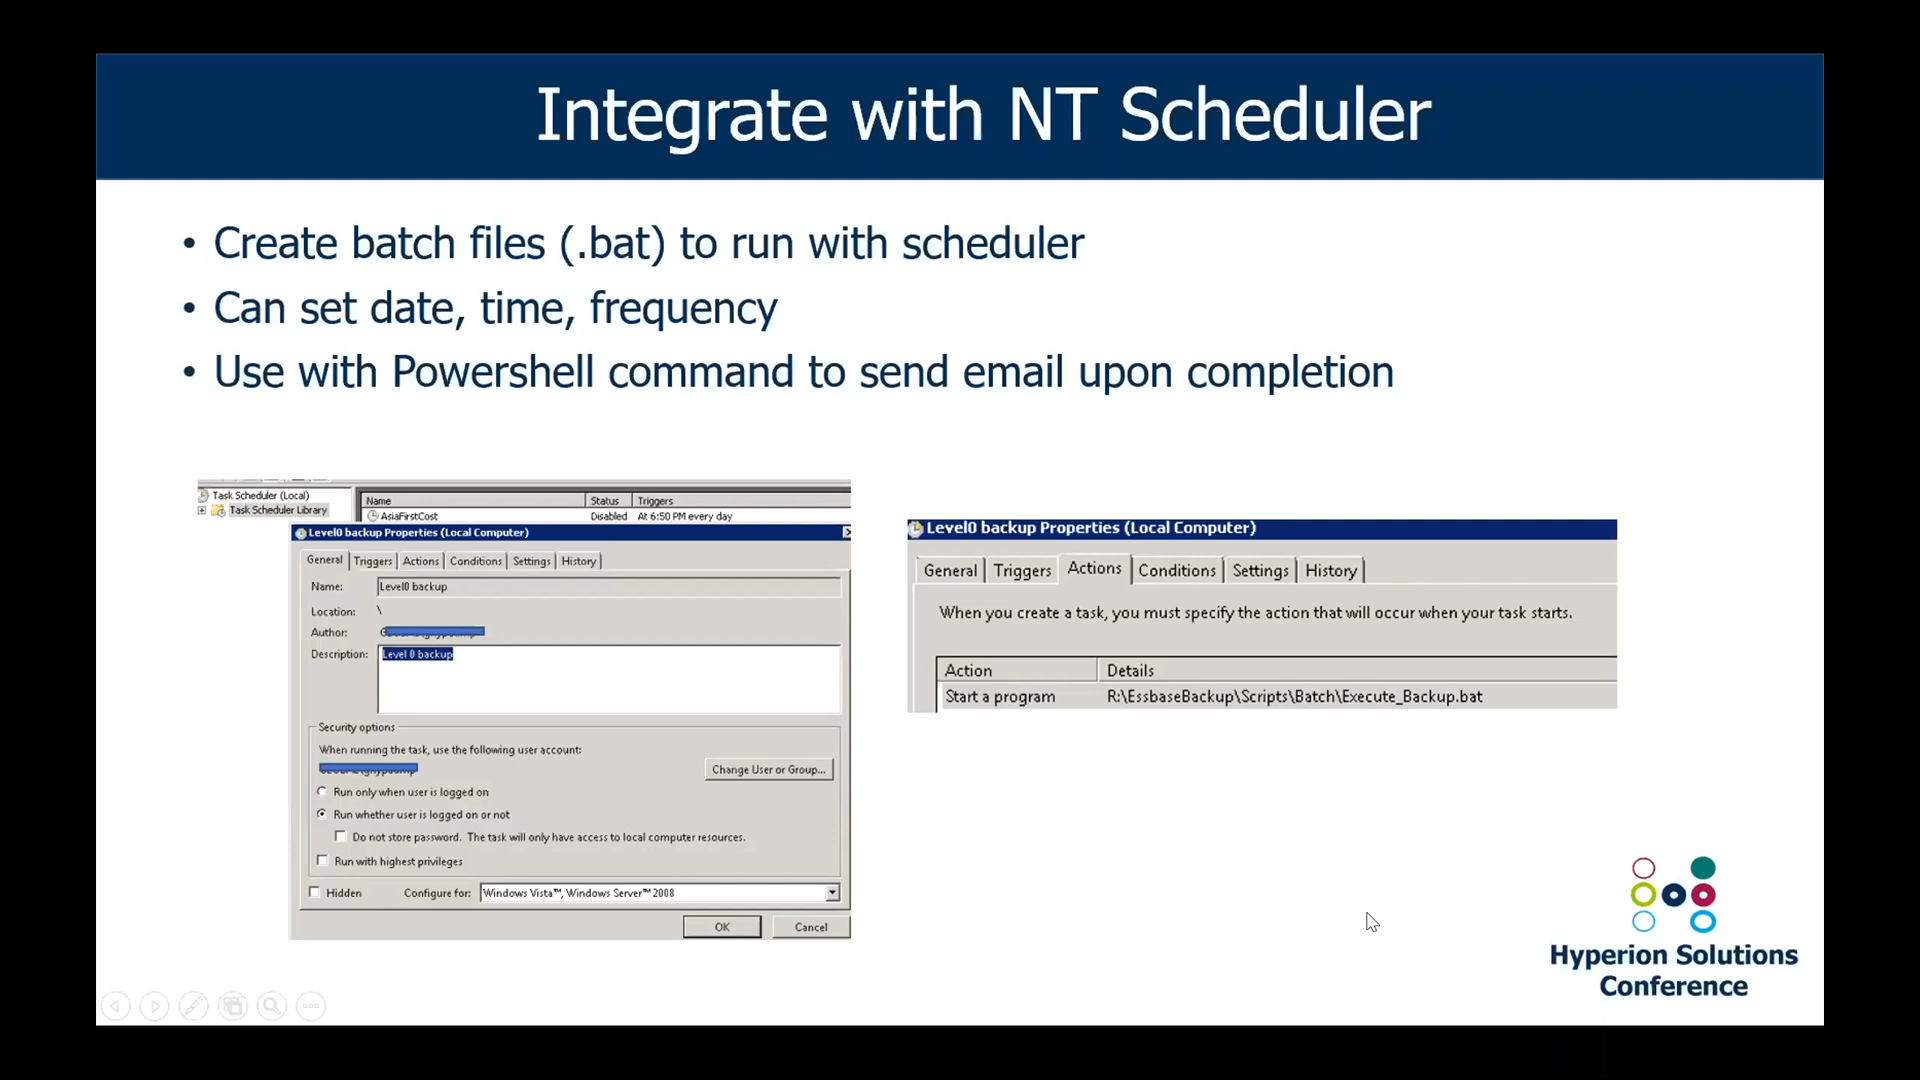 Integrate with NT Scheduler
• Create batch files (.bat) to run with scheduler
• Can set date, time, frequency
• Use with Powershell command to send email upon completion
Task Scheduler (Local)
Task Scheduler Library
Name Status Triggers
AsiaFirstCost Disabled At 6:50 PM every day
Level0 backup Properties (Local Computer)
General Triggers Actions Conditions Settings History
Name: Level0 backup
Location: \
Author:
Description: Level 0 backup
Security options
When running the task, use the following user account:
Change User or Group...
Run only when user is logged on
Run whether user is logged on or not
Do not store password. The task will only have access to local computer resources.
Run with highest privileges
Hidden Configure for: Windows Vista™, Windows Server™ 2008
OK Cancel
Level0 backup Properties (Local Computer)
General Triggers Actions Conditions Settings History
When you create a task, you must specify the action that will occur when your task starts.
Action Details
Start a program R:\EssbaseBackup\Scripts\Batch\Execute_Backup.bat
Hyperion Solutions
Conference